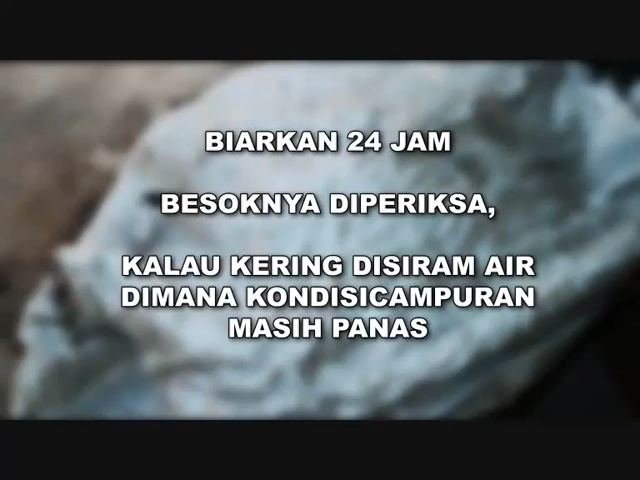 BIARKAN 24 JAM
BESOKNYA DIPERIKSA,
KALAU KERING DISIRAM AIR
DIMANA KONDISICAMPURAN
MASIH PANAS